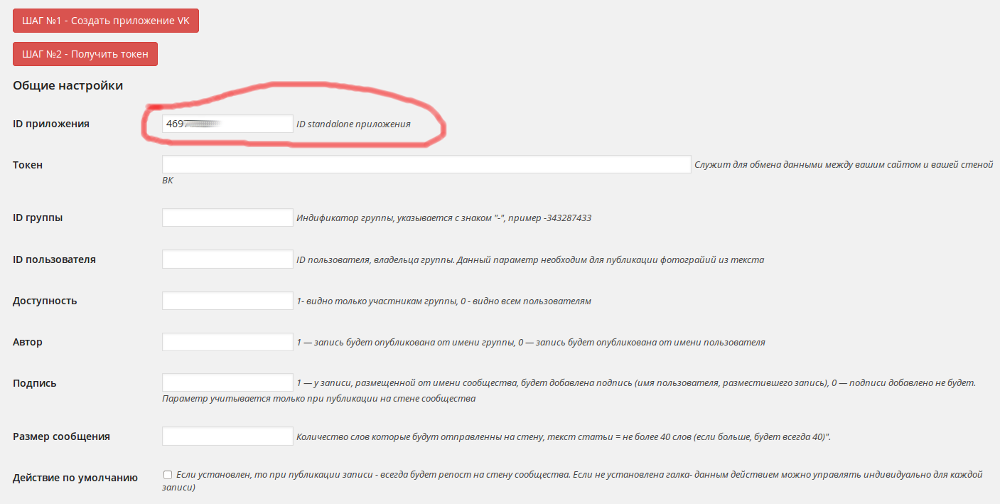 ШАГ №1 - Создать приложение VK
ШАГ №2 - Получить токен
Общие настройки
ID приложения 469 ID standalone приложения
Токен Служит для обмена данными между вашим сайтом и вашей стеной
ВК
ID группы Индификатор группы, указывается с знаком "-", пример -343287433
ID пользователя ID пользователя, владельца группы. Данный параметр необходим для публикации фотографий из текста
Доступность 1- видно только участникам группы, 0 - видно всем пользователям
Автор 1 — запись будет опубликована от имени группы, 0 — запись будет опубликована от имени пользователя
Подпись 1 — у записи, размещенной от имени сообщества, будет добавлена подпись (имя пользователя, разместившего запись), 0 — подписи добавлено не будет.
Параметр учитывается только при публикации на стене сообщества
Размер сообщения Количество слов которые будут отправленны на стену, текст статьи = не более 40 слов (если больше, будет всегда 40)".
Действие по умолчанию Если установлен, то при публикации записи - всегда будет репост на стену сообщества. Если не установлена галка- данным действием можно управлять индивидуально для каждой
записи)